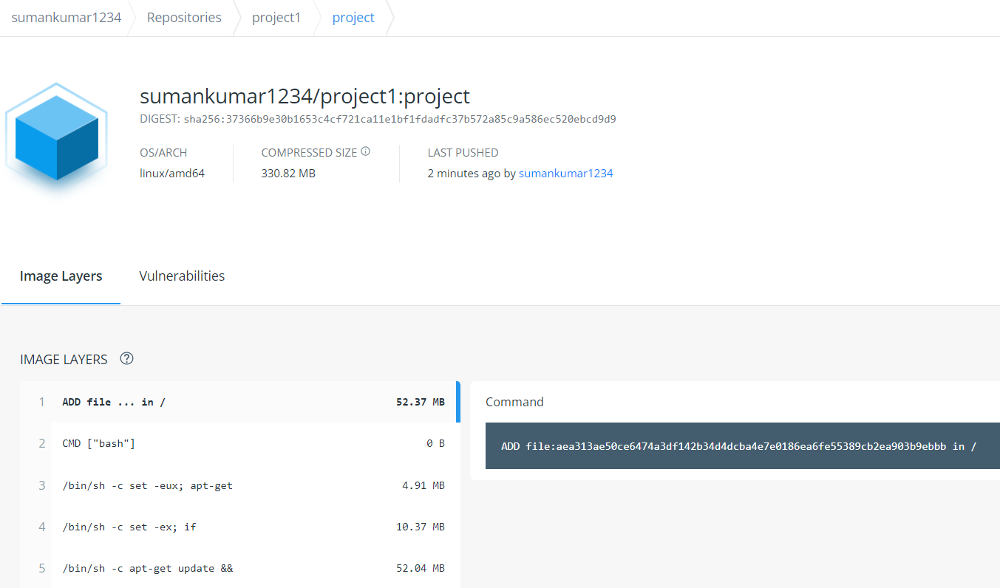 sumankumar1234 Repositories project1 project
sumankumar1234/project1:project
DIGEST: sha256:37366b9e30b1653c4cf721ca11e1bf1fdadfc37b572a85c9a586ec520ebcd9d9
OS/ARCH COMPRESSED SIZE LAST PUSHED
linux/amd64 330.82 MB 2 minutes ago by sumankumar1234
Image Layers Vulnerabilities
IMAGE LAYERS
1 ADD file ... in / 52.37 MB
Command
ADD file:aea313ae50ce6474a3df142b34d4dcba4e7e0186ea6fe55389cb2ea903b9ebbb in /
2 CMD ["bash"] 0 B
3 /bin/sh -c set -eux; apt-get 4.91 MB
4 /bin/sh -c set -ex; if 10.37 MB
5 /bin/sh -c apt-get update && 52.04 MB